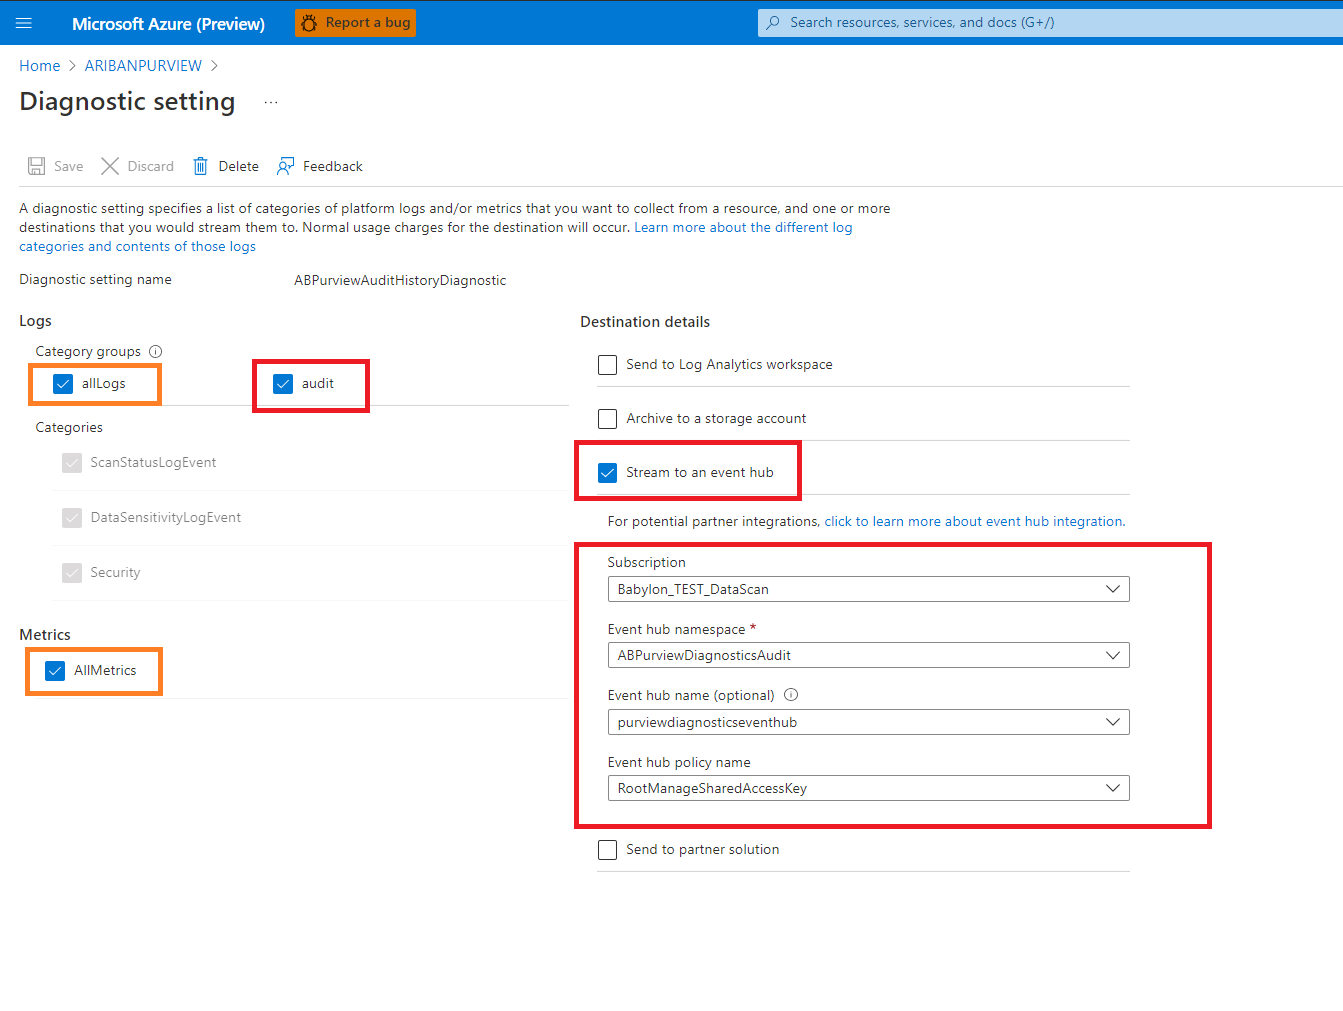 Microsoft Azure (Preview)
Report a bug
Search resources, services, and docs (G+/)
Home > ARIBANPURVIEW >
Diagnostic setting ...
Save
Discard
Delete
Feedback
A diagnostic setting specifies a list of categories of platform logs and/or metrics that you want to collect from a resource, and one or more
destinations that you would stream them to. Normal usage charges for the destination will occur. Learn more about the different log
categories and contents of those logs
Diagnostic setting name
ABPurviewAuditHistoryDiagnostic
Logs
Category groups
allLogs
audit
Categories
ScanStatusLogEvent
DataSensitivityLogEvent
Security
Metrics
AllMetrics
Destination details
Send to Log Analytics workspace
Archive to a storage account
Stream to an event hub
For potential partner integrations, click to learn more about event hub integration.
Subscription
Babylon_TEST_DataScan
Event hub namespace *
ABPurviewDiagnosticsAudit
Event hub name (optional)
purviewdiagnosticseventhub
Event hub policy name
RootManageSharedAccessKey
Send to partner solution